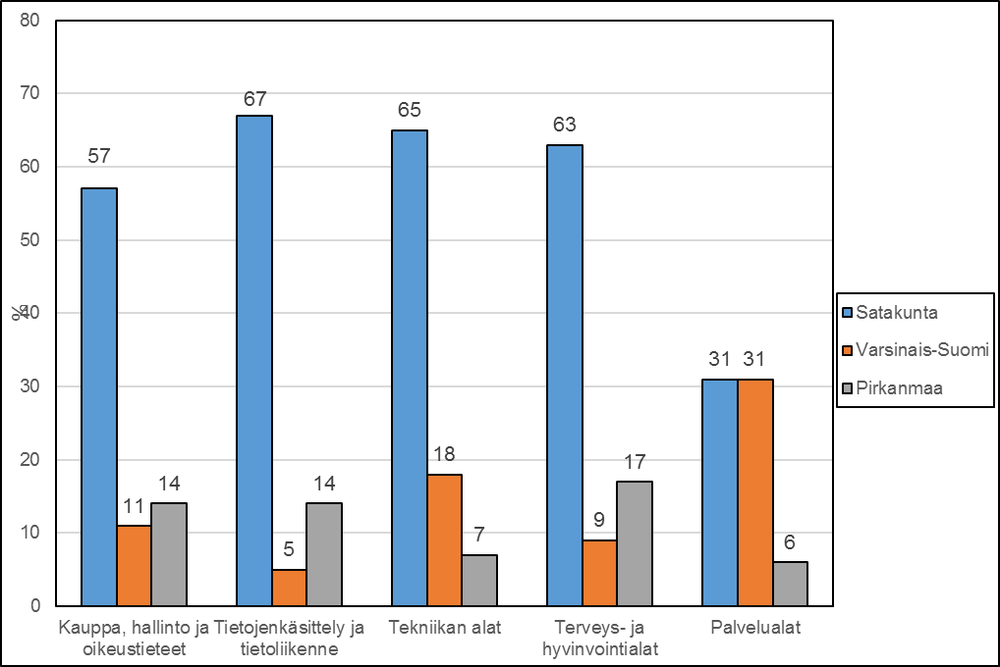 80
70
60
50
40
30
20
10
0
%
57
11
14
67
5
14
65
18
7
63
9
17
31
31
6
Kauppa, hallinto ja
oikeustieteet
Tietojenkäsittely ja
tietoliikenne
Tekniikan alat
Terveys- ja
hyvinvointialat
Palvelualat
Satakunta
Varsinais-Suomi
Pirkanmaa